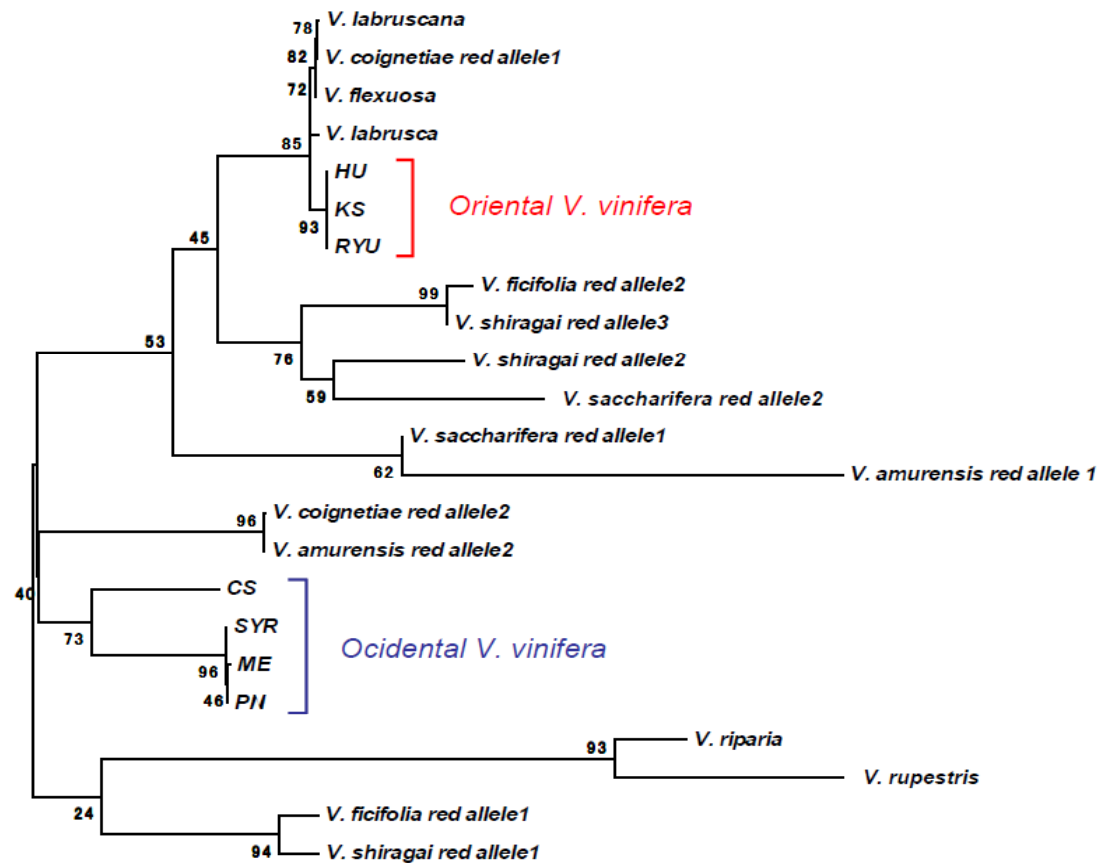 78 V. labruscana
82 V. coignetiae red allele1
72 V. flexuosa
V. labrusca
85
HU
KS Oriental V. vinifera
93 RYU
45
V. ficifolia red allele2
99
V. shiragai red allele3
53
76 V. shiragai red allele2
59 V. saccharifera red allele2
V. saccharifera red allele1
62 V. amurensis red allele 1
V. coignetiae red allele2
96
V. amurensis red allele2
40 CS
73 SYR
Ocidental V. vinifera
96 ME
46 PN
V. riparia
93
V. rupestris
24 V. ficifolia red allele1
94 V. shiragai red allele1